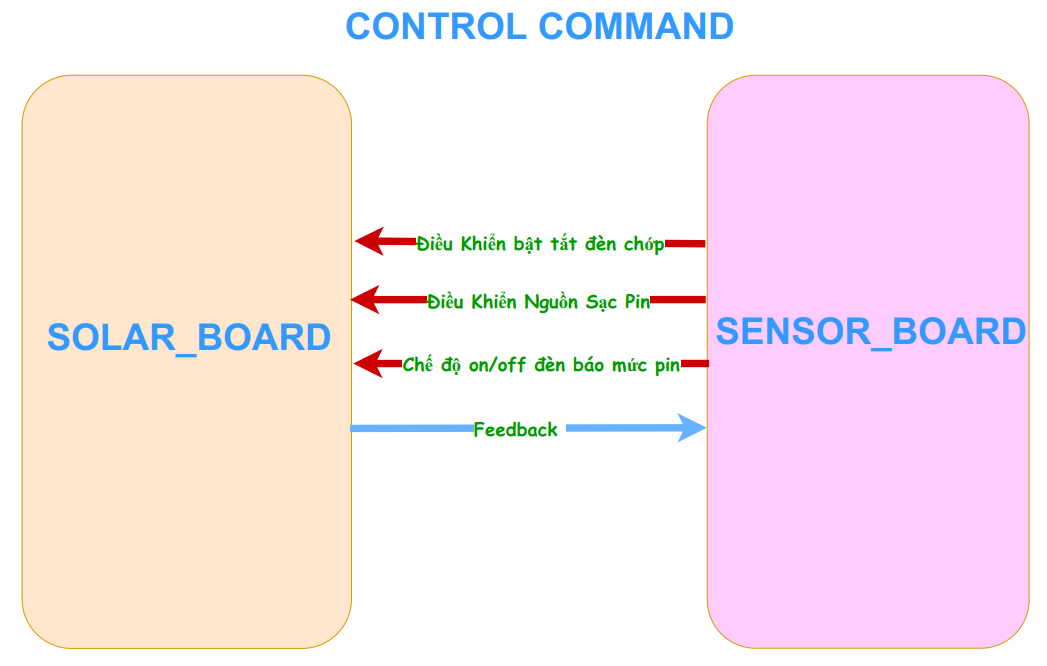 CONTROL COMMAND
Điều Khiển bật tắt đèn chớp
Điều Khiển Nguồn Sạc Pin
SOLAR_BOARD
SENSOR_BOARD
Chế độ on/off đèn báo mức pin
Feedback